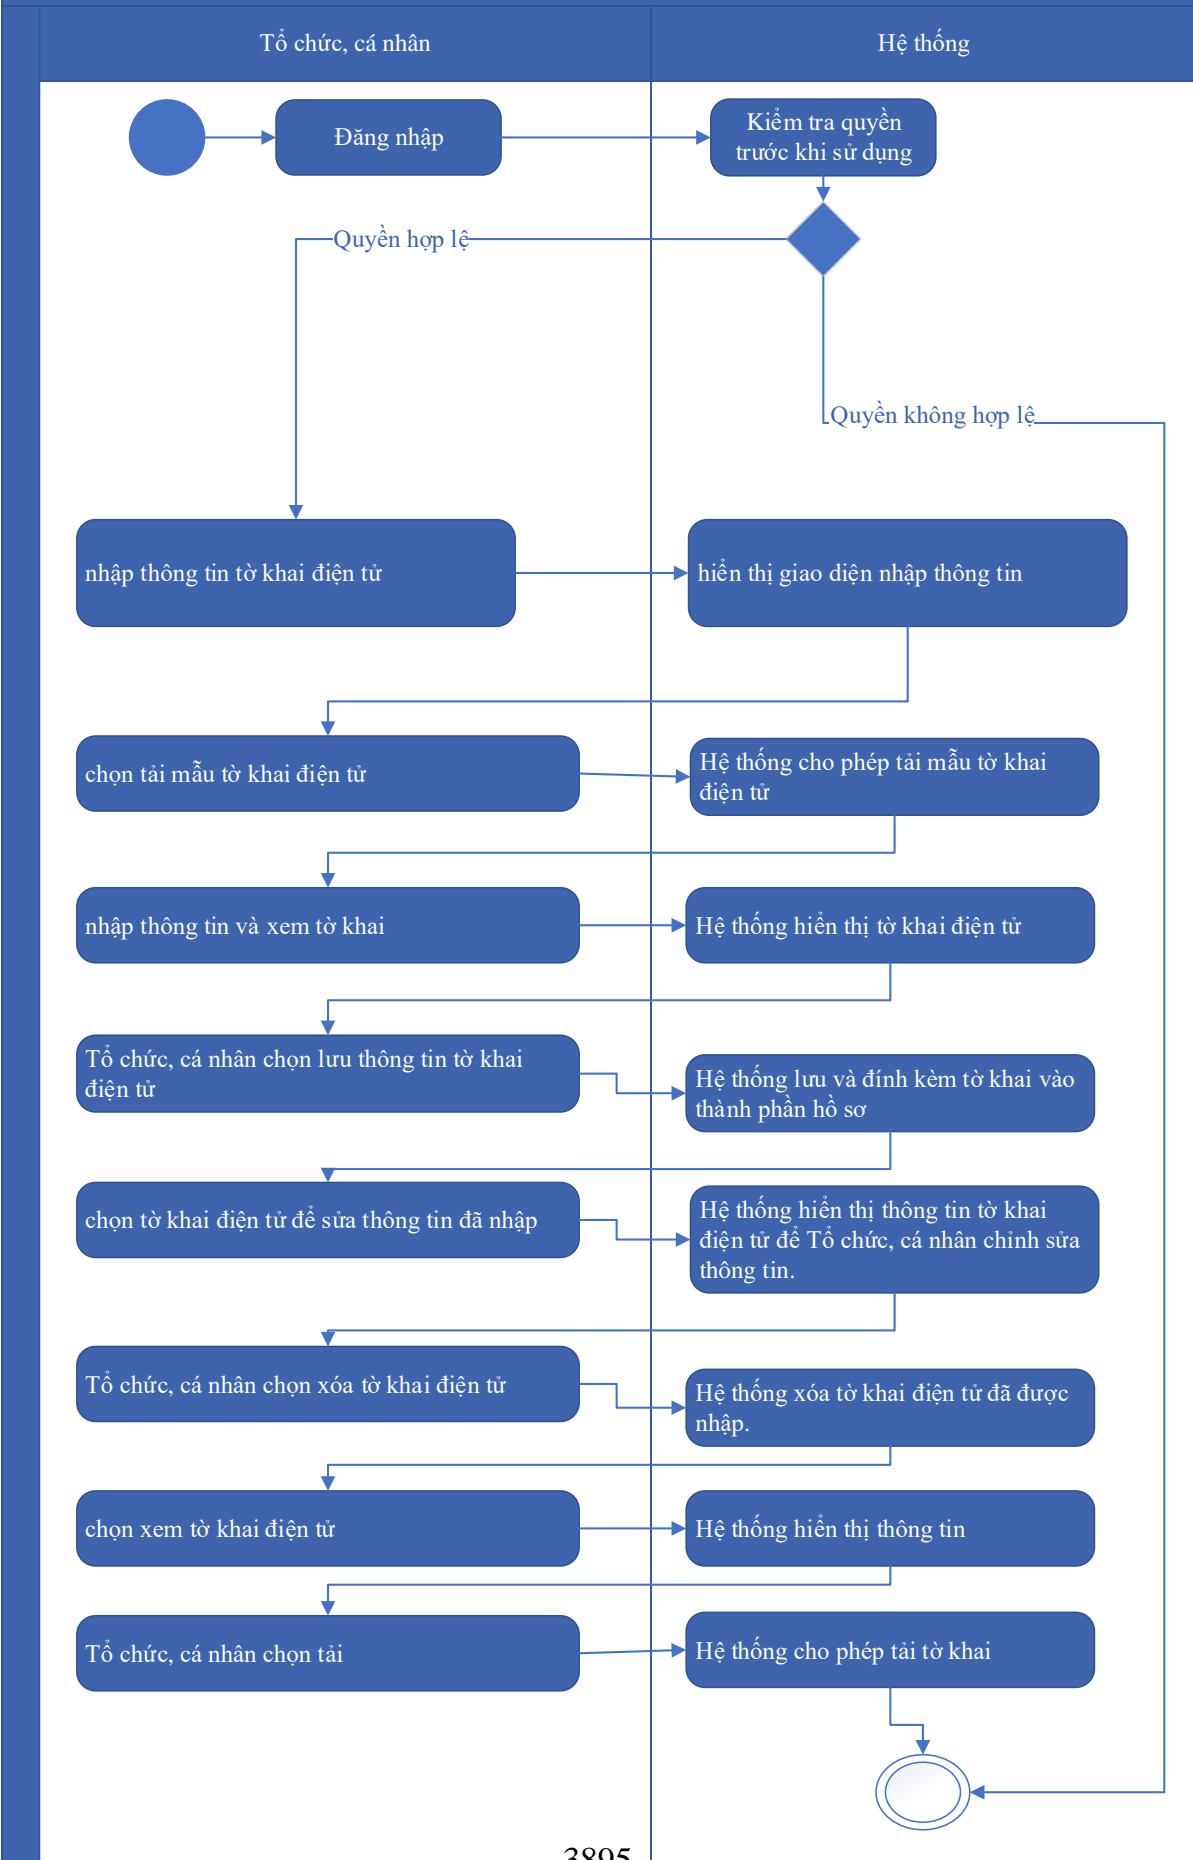 Tổ chức, cá nhân
Hệ thống
Đăng nhập
Kiểm tra quyền
trước khi sử dụng
Quyền hợp lệ
Quyền không hợp lệ
nhập thông tin tờ khai điện tử
hiển thị giao diện nhập thông tin
chọn tải mẫu tờ khai điện tử
Hệ thống cho phép tải mẫu tờ khai
điện tử
nhập thông tin và xem tờ khai
Hệ thống hiển thị tờ khai điện tử
Tổ chức, cá nhân chọn lưu thông tin tờ khai
điện tử
Hệ thống lưu và đính kèm tờ khai vào
thành phần hồ sơ
chọn tờ khai điện tử để sửa thông tin đã nhập
Hệ thống hiển thị thông tin tờ khai
điện tử để Tổ chức, cá nhân chỉnh sửa
thông tin.
Tổ chức, cá nhân chọn xóa tờ khai điện tử
Hệ thống xóa tờ khai điện tử đã được
nhập.
chọn xem tờ khai điện tử
Hệ thống hiển thị thông tin
Tổ chức, cá nhân chọn tải
Hệ thống cho phép tải tờ khai
3895